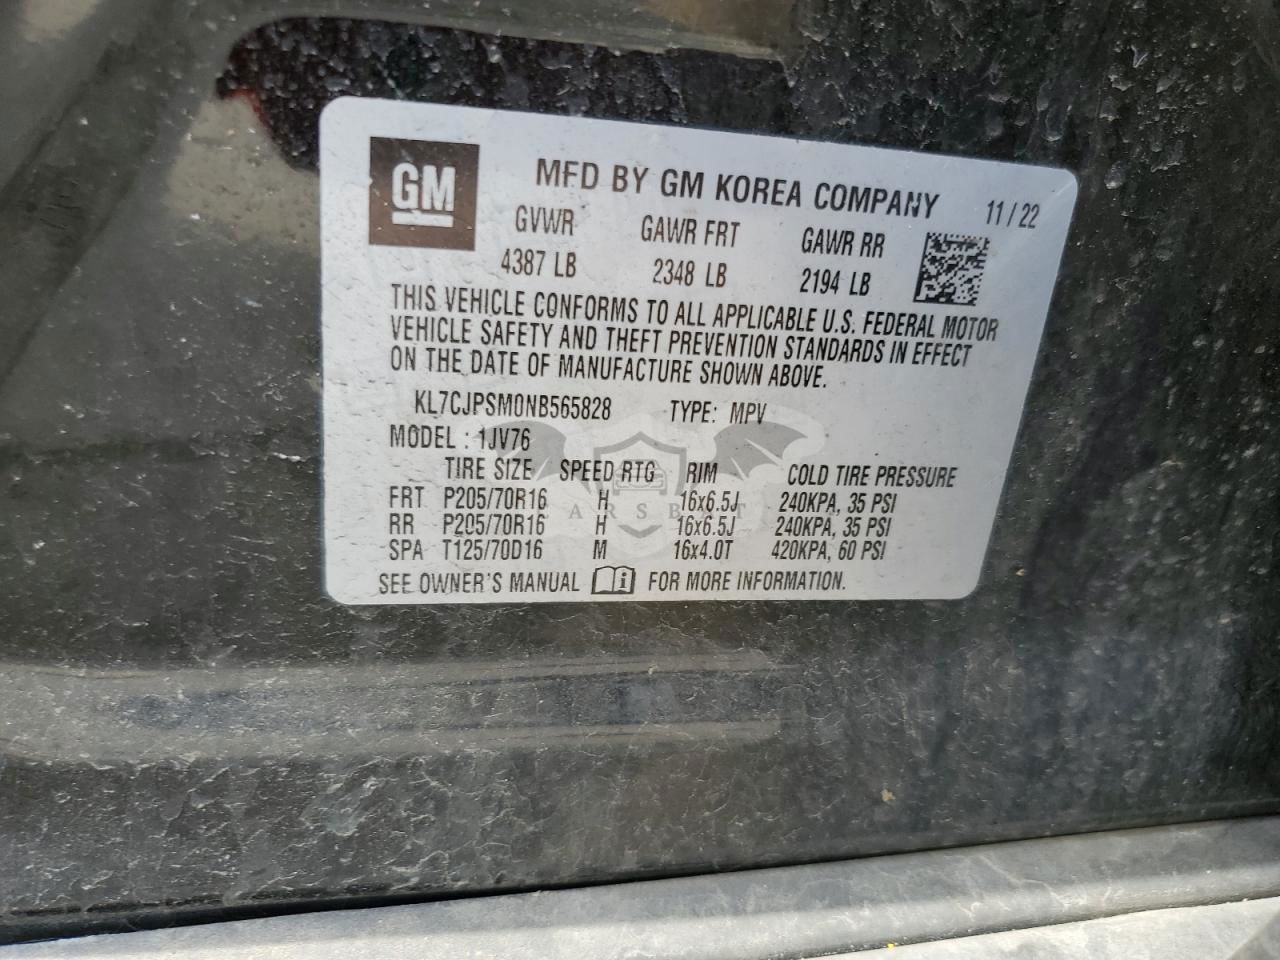 GM
MFD BY GM KOREA COMPANY 11/22
GVWR GAWR FRT GAWR RR
4387 LB 2348 LB 2194 LB
THIS VEHICLE CONFORMS TO ALL APPLICABLE U.S. FEDERAL MOTOR
VEHICLE SAFETY AND THEFT PREVENTION STANDARDS IN EFFECT
ON THE DATE OF MANUFACTURE SHOWN ABOVE.
KL7CJPSM0NB565828 TYPE: MPV
MODEL : 1JV76
TIRE SIZE SPEED RTG RIM COLD TIRE PRESSURE
FRT P205/70R16 H 16x6.5J 240KPA, 35 PSI
CARSBAT
RR P205/70R16 H 16x6.5J 240KPA, 35 PSI
SPA T125/70D16 M 16x4.0T 420KPA, 60 PSI
SEE OWNER'S MANUAL FOR MORE INFORMATION.